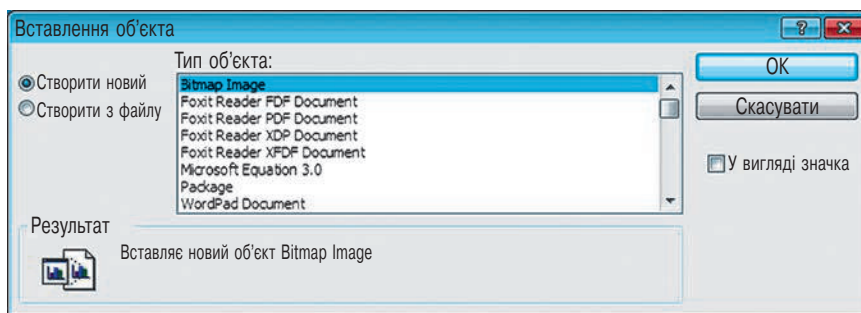 Вставлення об'єкта
Тип об'єкта:
Створити новий
Створити з файлу
Bitmap Image
Foxit Reader FDF Document
Foxit Reader PDF Document
Foxit Reader XDP Document
Foxit Reader XFDF Document
Microsoft Equation 3.0
Package
WordPad Document
ОК
Скасувати
У вигляді значка
Результат
Вставляє новий об'єкт Bitmap Image